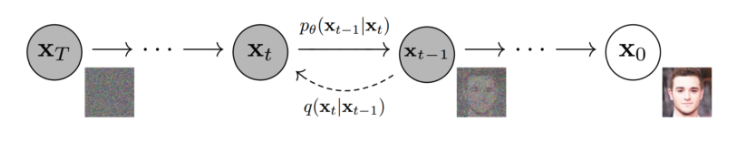 p_θ(x_{t−1}|x_t)
x_T → ⋯ → x_t → x_{t−1} → ⋯ → x_0
q(x_t|x_{t−1})